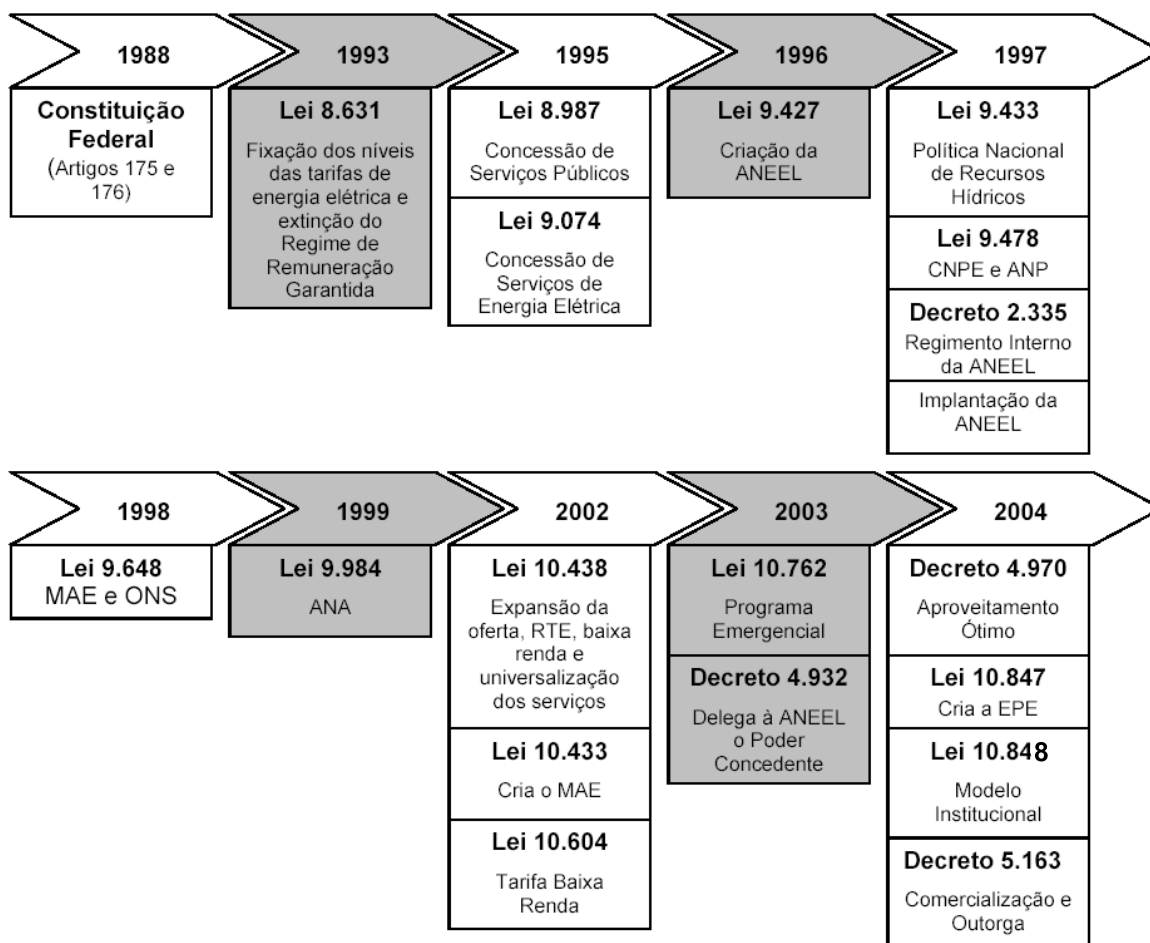 1988
Constituição
Federal
(Artigos 175 e
176)
1993
Lei 8.631
Fixação dos níveis
das tarifas de
energia elétrica e
extinção do
Regime de
Remuneração
Garantida
1995
Lei 8.987
Concessão de
Serviços Públicos
Lei 9.074
Concessão de
Serviços de
Energia Elétrica
1996
Lei 9.427
Criação da
ANEEL
1997
Lei 9.433
Política Nacional
de Recursos
Hídricos
Lei 9.478
CNPE e ANP
Decreto 2.335
Regimento Interno
da ANEEL
Implantação da
ANEEL
1998
Lei 9.648
MAE e ONS
1999
Lei 9.984
ANA
2002
Lei 10.438
Expansão da
oferta, RTE, baixa
renda e
universalização
dos serviços
Lei 10.433
Cria o MAE
Lei 10.604
Tarifa Baixa
Renda
2003
Lei 10.762
Programa
Emergencial
Decreto 4.932
Delega à ANEEL
o Poder
Concedente
2004
Decreto 4.970
Aproveitamento
Ótimo
Lei 10.847
Cria a EPE
Lei 10.848
Modelo
Institucional
Decreto 5.163
Comercialização e
Outorga